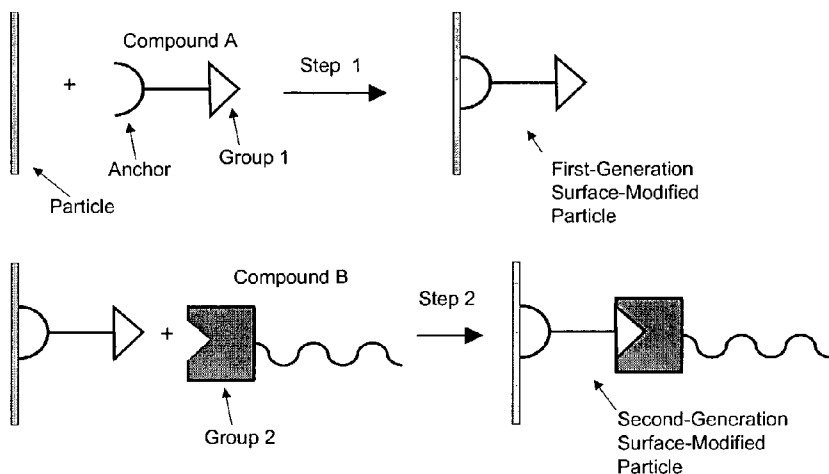 Compound A
+
Step 1
Anchor
Group 1
Particle
First-Generation
Surface-Modified
Particle
Compound B
+
Step 2
Group 2
Second-Generation
Surface-Modified
Particle